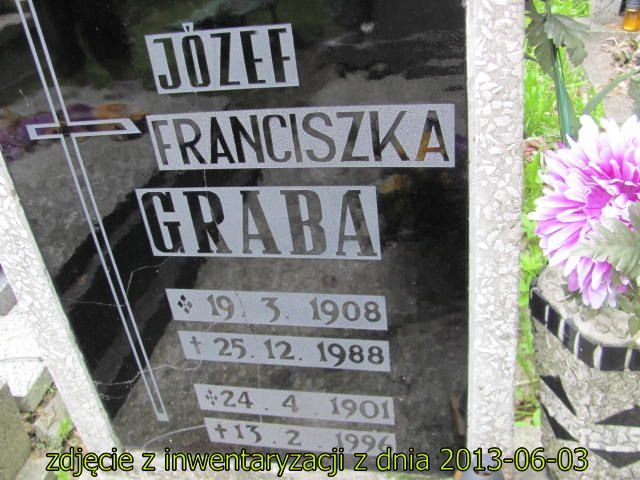 JÓZEF
FRANCISZKA
GRABA
19. 3. 1908
✝ 25.12.1988
24.4.1901
✝ 13.2.1996
zdjęcie z inwentaryzacji z dnia 2013-06-03